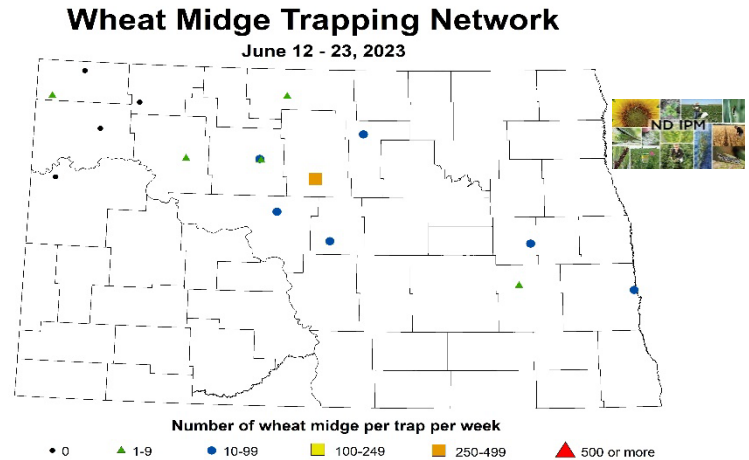 Wheat Midge Trapping Network
June 12 - 23, 2023
ND IPM
Number of wheat midge per trap per week
0 1-9 10-99 100-249 250-499 500 or more